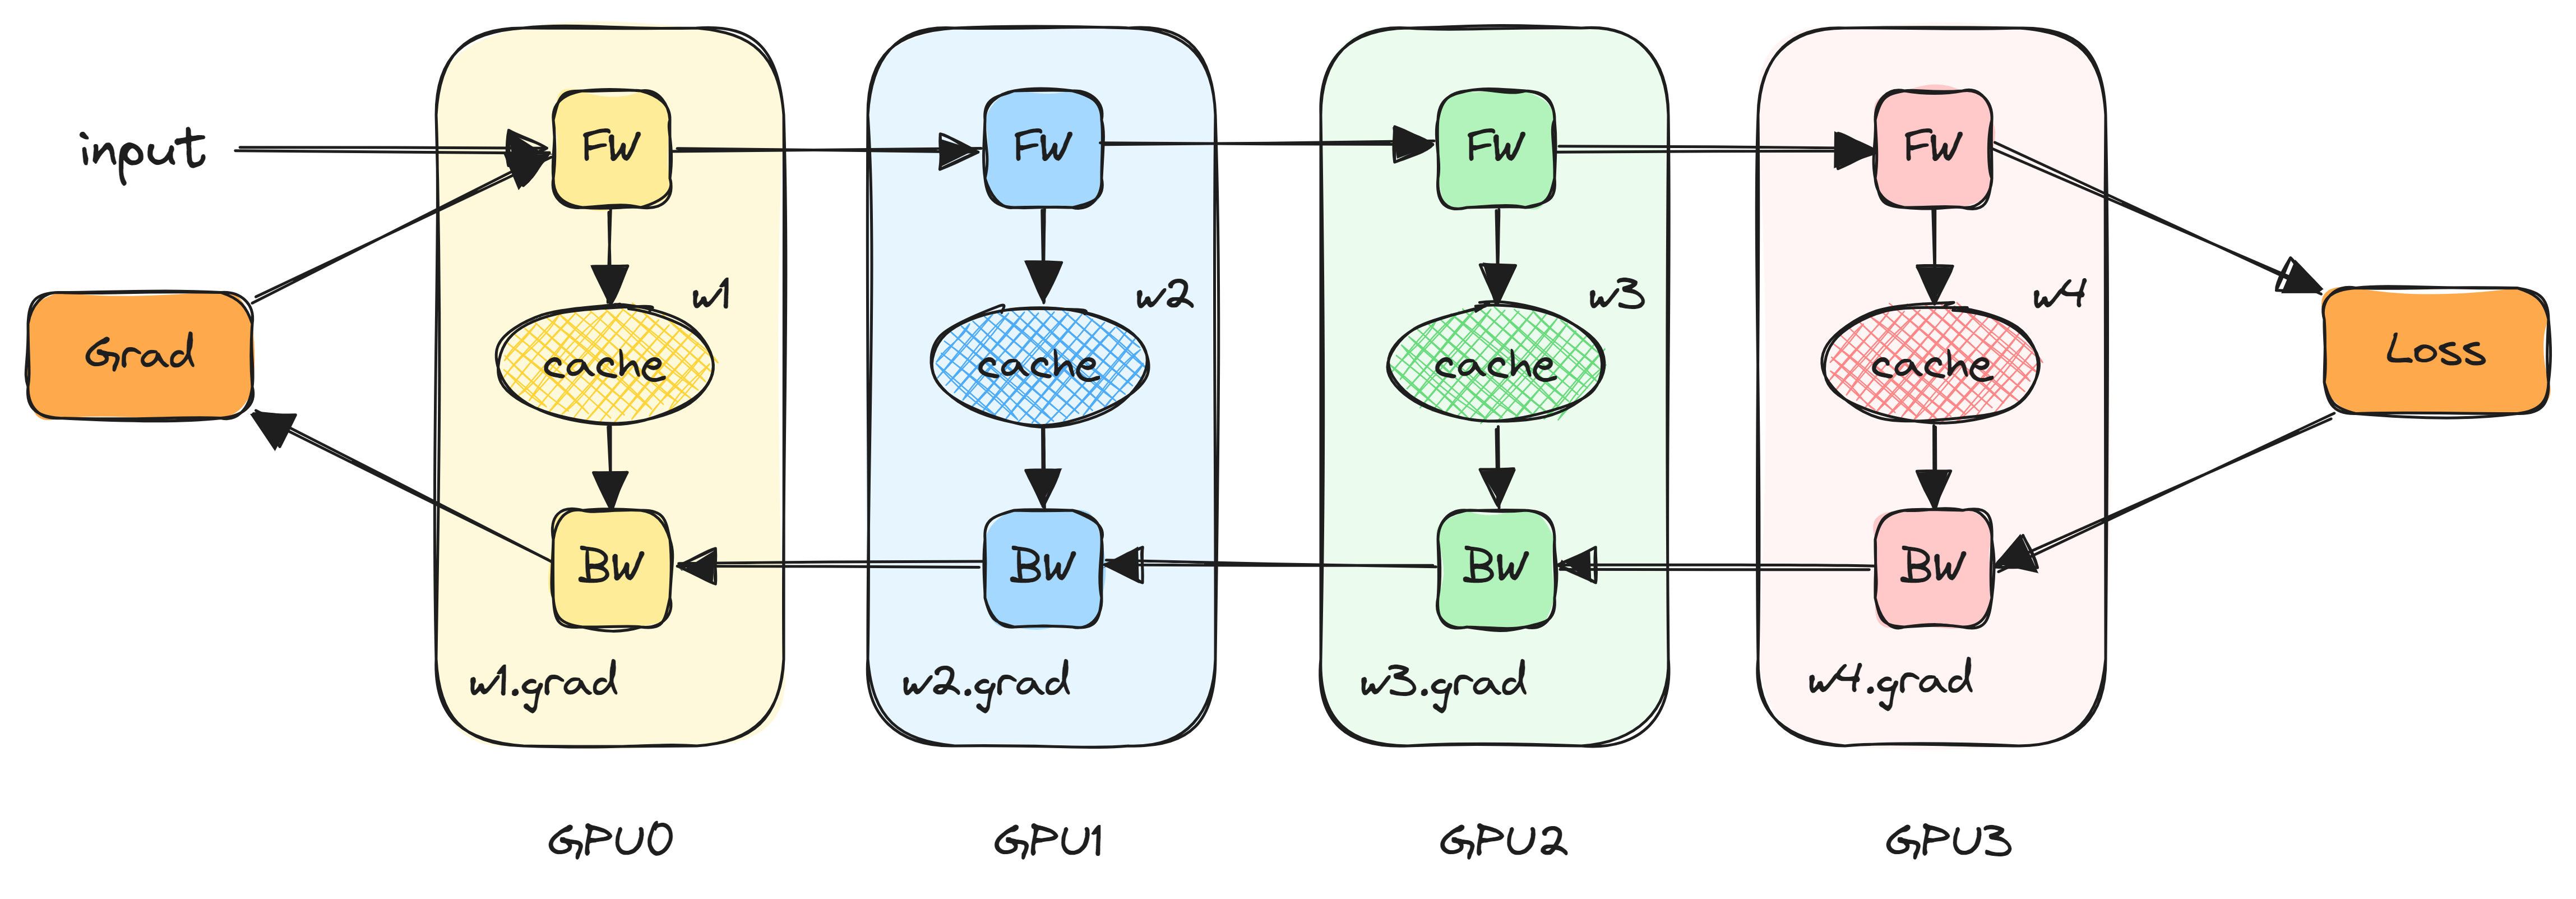 input
FW
FW
FW
FW
w1
w2
w3
w4
Grad
cache
cache
cache
cache
Loss
BW
BW
BW
BW
w1.grad
w2.grad
w3.grad
w4.grad
GPU0
GPU1
GPU2
GPU3